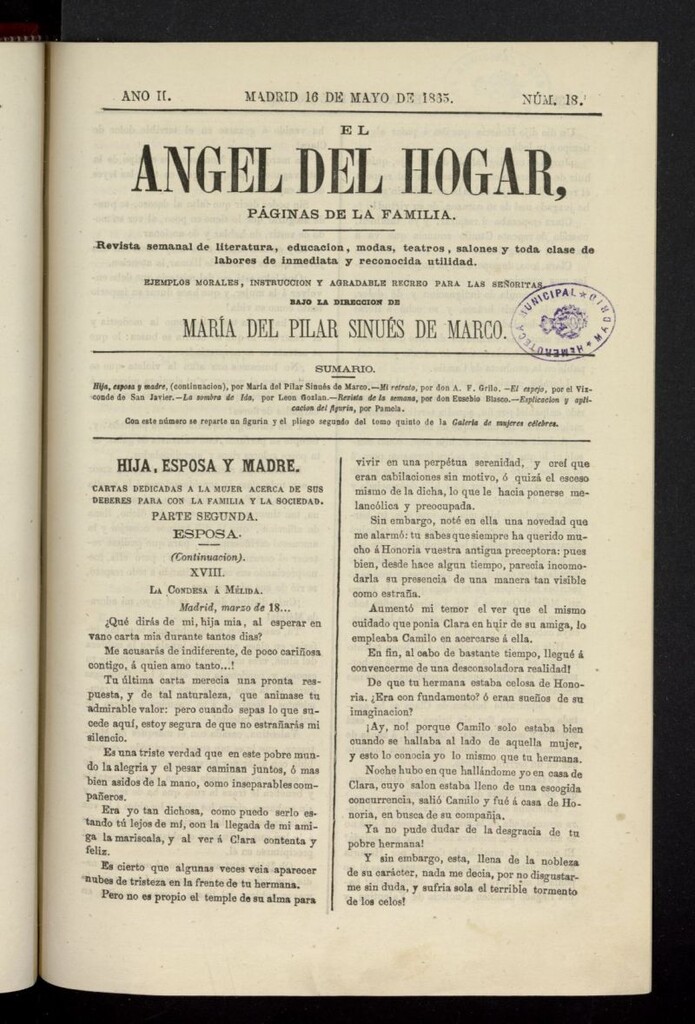 AÑO II. MADRID 16 DE MAYO DE 1865. NÚM. 18.
EL
ANGEL DEL HOGAR,
PÁGINAS DE LA FAMILIA.
Revista semanal de literatura, educacion, modas, teatros, salones y toda clase de
labores de inmediata y reconocida utilidad.
EJEMPLOS MORALES, INSTRUCCION Y AGRADABLE RECREO PARA LAS SEÑORITAS,
BAJO LA DIRECCION DE
MARÍA DEL PILAR SINUÉS DE MARCO.
HEMEROTECA MUNICIPAL * MADRID *
SUMARIO.
Hija, esposa y madre, (continuacion), por María del Pilar Sinués de Marco.—Mi retrato, por don A. F. Grilo. —El espejo, por el Viz-
conde de San Javier.—La sombra de Ida, por Leon Gozlan.—Revista de la semana, por don Eusebio Blasco.—Esplicacion y apli-
cacion del figurin, por Pamela.
Con este número se reparte un figurin y el pliego segundo del tomo quinto de la Galeria de mujeres célebres.
HIJA, ESPOSA Y MADRE.
CARTAS DEDICADAS A LA MUJER ACERCA DE SUS
DEBERES PARA CON LA FAMILIA Y LA SOCIEDAD.
PARTE SEGUNDA.
ESPOSA.
(Continuacion).
XVIII.
LA CONDESA Á MÉLIDA.
Madrid, marzo de 18...
¿Qué dirás de mi, hija mia, al esperar en
vano carta mia durante tantos dias?
Me acusarás de indiferente, de poco cariñosa
contigo, á quien amo tanto...!
Tu última carta merecia una pronta res-
puesta, y de tal naturaleza, que animase tu
admirable valor: pero cuando sepas lo que su-
cede aquí, estoy segura de que no estrañarás mi
silencio.
Es una triste verdad que en este pobre mun-
do la alegria y el pesar caminan juntos, ó mas
bien asidos de la mano, como inseparables com-
pañeros.
Era yo tan dichosa, como puedo serlo es-
tando tú lejos de mí, con la llegada de mi ami-
ga la mariscala, y al ver á Clara contenta y
feliz.
Es cierto que algunas veces veia aparecer
nubes de tristeza en la frente de tu hermana.
Pero no es propio el temple de su alma para
vivir en una perpétua serenidad, y creí que
eran cabilaciones sin motivo, ó quizá el esceso
mismo de la dicha, lo que le hacia ponerse me-
lancólica y preocupada.
Sin embargo, noté en ella una novedad que
me alarmó: tu sabes que siempre ha querido mu-
cho á Honoria vuestra antigua preceptora: pues
bien, desde hace algun tiempo, parecia incomo-
darla su presencia de una manera tan visible
como estraña.
Aumentó mi temor el ver que el mismo
cuidado que ponia Clara en huir de su amiga, lo
empleaba Camilo en acercarse á ella.
En fin, al cabo de bastante tiempo, llegué á
convencerme de una desconsoladora realidad!
De que tu hermana estaba celosa de Hono-
ria. ¿Era con fundamento? ó eran sueños de su
imaginacion?
¡Ay, no! porque Camilo solo estaba bien
cuando se hallaba al lado de aquella mujer,
y esto lo conocia yo lo mismo que tu hermana.
Noche hubo en que hallándome yo en casa de
Clara, cuyo salon estaba lleno de una escogida
concurrencia, salió Camilo y fué á casa de Ho-
noria, en busca de su compañia.
Ya no pude dudar de la desgracia de tu
pobre hermana!
Y sin embargo, esta, llena de la nobleza
de su carácter, nada me decia, por no disgustar-
me sin duda, y sufria sola el terrible tormento
de los celos!